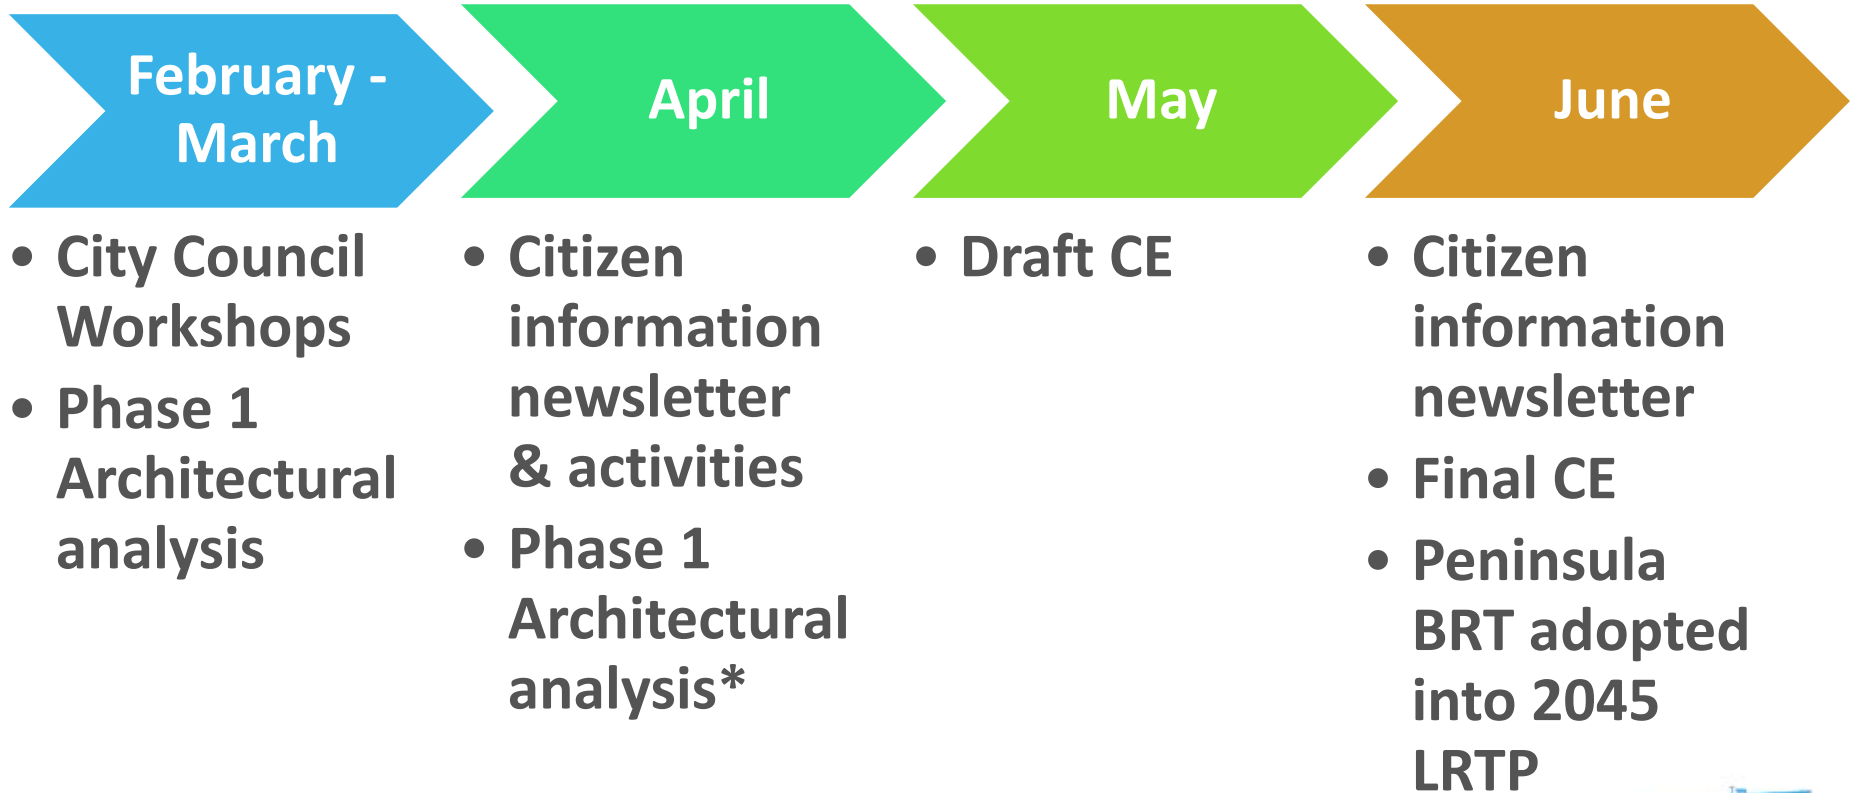 February -
March
• City Council
Workshops
• Phase 1
Architectural
analysis
April
• Citizen
information
newsletter
& activities
• Phase 1
Architectural
analysis*
May
• Draft CE
June
• Citizen
information
newsletter
• Final CE
• Peninsula
BRT adopted
into 2045
LRTP